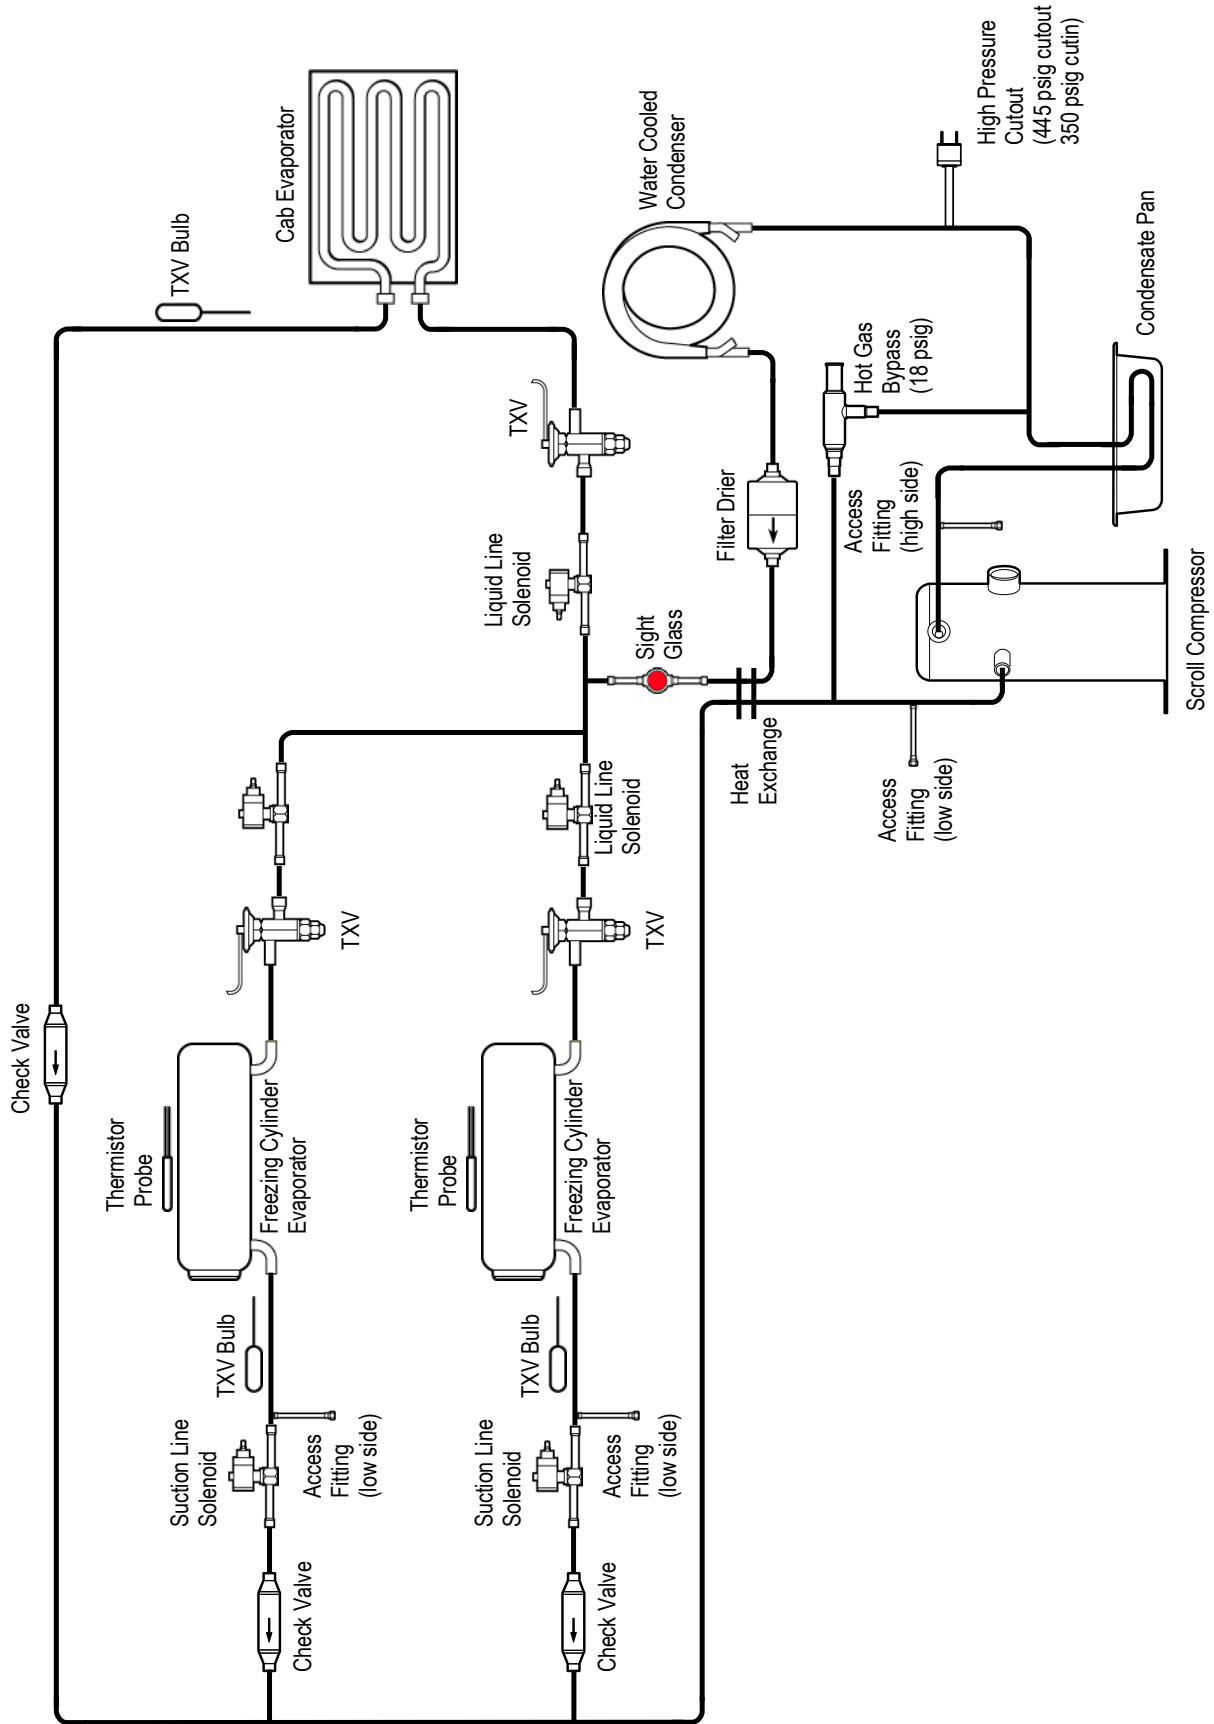 Check Valve
Thermistor
Probe
Freezing Cylinder
Evaporator
TXV Bulb
Suction Line
Solenoid
Access
Fitting
(low side)
Check Valve
TXV
TXV Bulb
Cab Evaporator
Thermistor
Probe
Freezing Cylinder
Evaporator
TXV Bulb
Suction Line
Solenoid
Access
Fitting
(low side)
Check Valve
TXV
Liquid Line
Solenoid
Liquid Line
Solenoid
TXV
Sight
Glass
Heat
Exchange
Filter Drier
Water Cooled
Condenser
Access
Fitting
(low side)
Access
Fitting
(high side)
Hot Gas
Bypass
(18 psig)
High Pressure
Cutout
(445 psig cutout
350 psig cutin)
Condensate Pan
Scroll Compressor